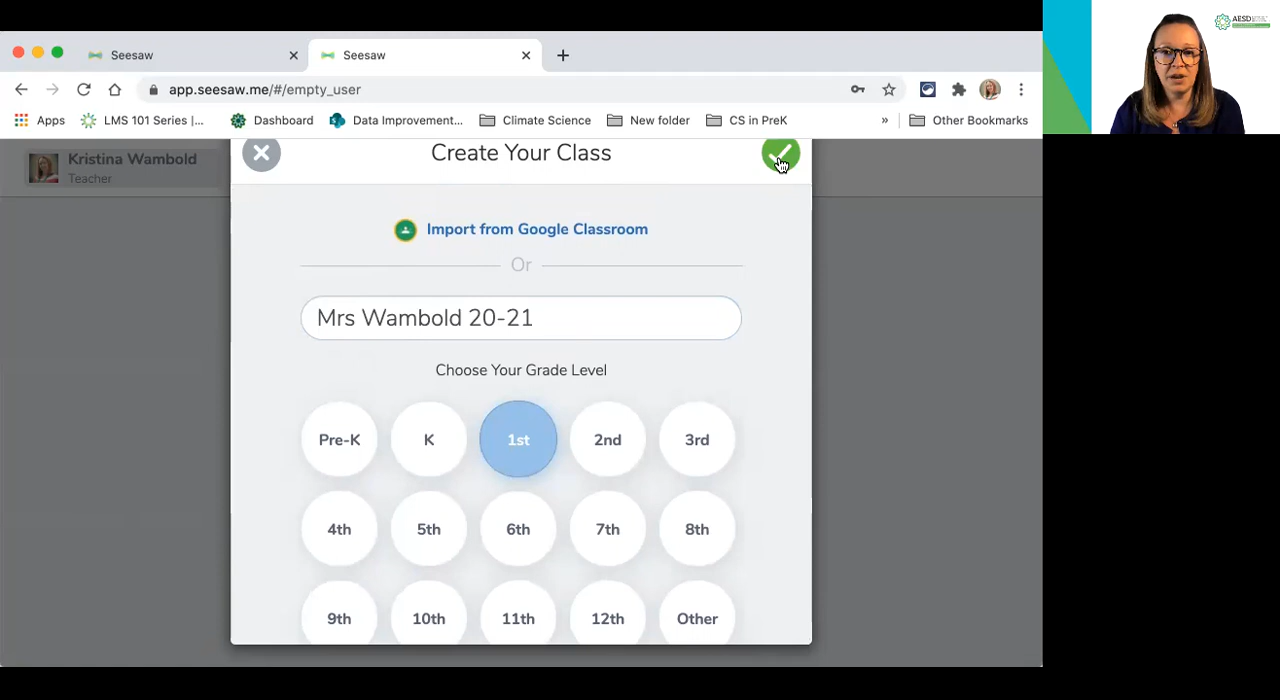 Seesaw
Seesaw
app.seesaw.me/#/empty_user
Apps
LMS 101 Series |...
Dashboard
Data Improvement...
Climate Science
New folder
CS in PreK
»
Other Bookmarks
AESD
Kristina Wambold
Teacher
Create Your Class
Import from Google Classroom
Or
Mrs Wambold 20-21
Choose Your Grade Level
Pre-K K 1st 2nd 3rd
4th 5th 6th 7th 8th
9th 10th 11th 12th Other